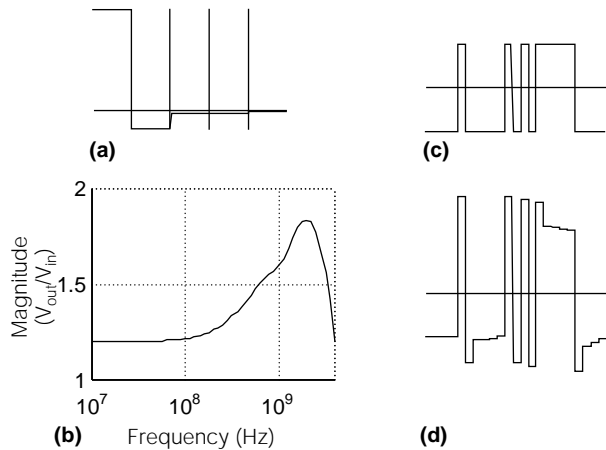 (a)
(c)
2
1.5
1
Magnitude
(Vout/Vin)
10^7
10^8
10^9
(b)
Frequency (Hz)
(d)